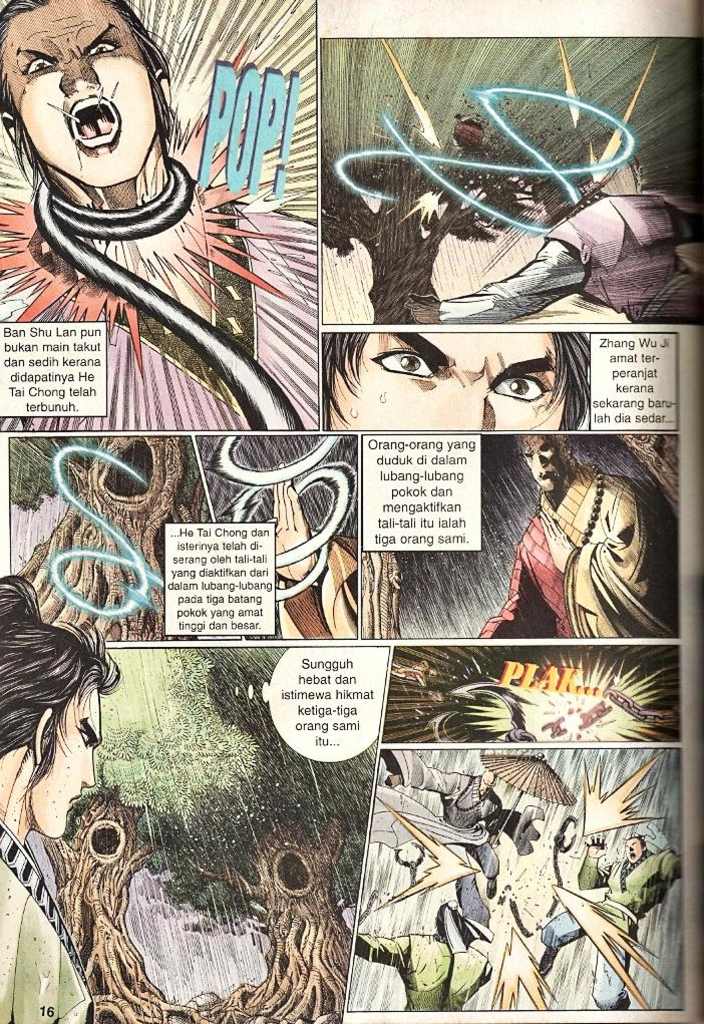 POP!
Ban Shu Lan pun
bukan main takut
dan sedih kerana
didapatinya He
Tai Chong telah
terbunuh.
Zhang Wu Ji
amat ter-
peranjat
kerana
sekarang baru-
lah dia sedar...
...He Tai Chong dan
isterinya telah di-
serang oleh tali-tali
yang diaktifkan dari
dalam lubang-lubang
pada tiga batang
pokok yang amat
tinggi dan besar.
Orang-orang yang
duduk di dalam
lubang-lubang
pokok dan
mengaktifkan
tali-tali itu ialah
tiga orang sami.
Sungguh
hebat dan
istimewa hikmat
ketiga-tiga
orang sami
itu...
PLAK...
16